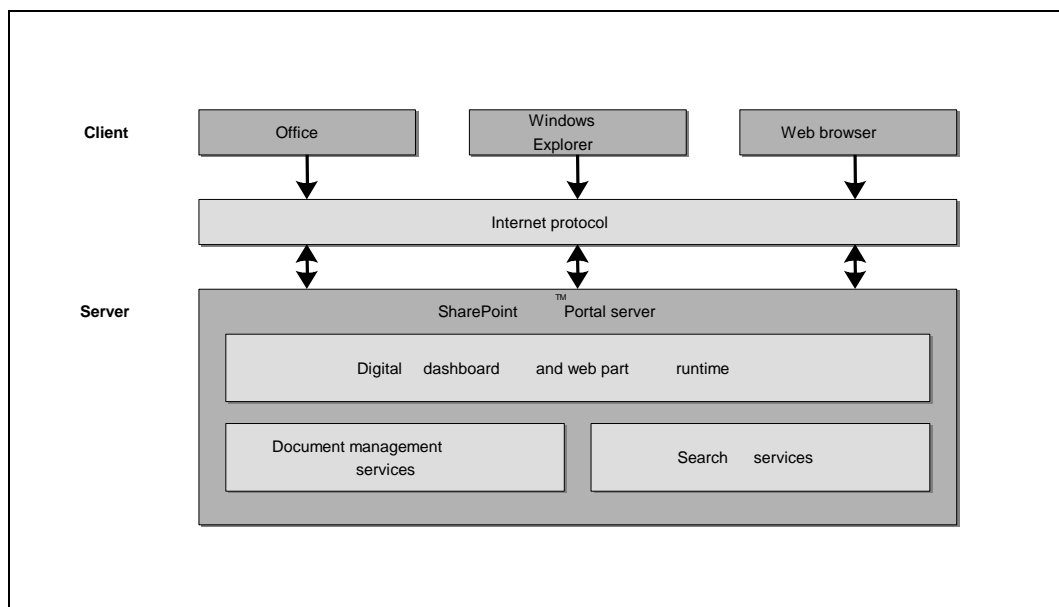 Client
Office
Windows
Explorer
Web browser
Internet protocol
Server
SharePoint ™ Portal server
Digital dashboard and web part runtime
Document management
services
Search services